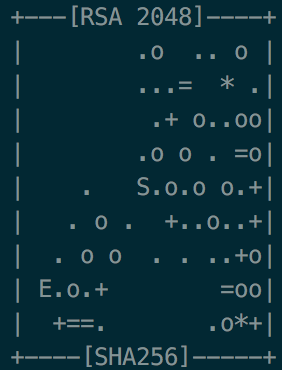 +---[RSA 2048]----+
|        .o  .. o |
|        ...=  * .|
|         .+ o..oo|
|        .o o . =o|
|    .   S.o.o o.+|
|   . o .  +..o..+|
|  . o o  . . ..+o|
| E.o.+        =oo|
|  +==.       .o*+|
+----[SHA256]-----+